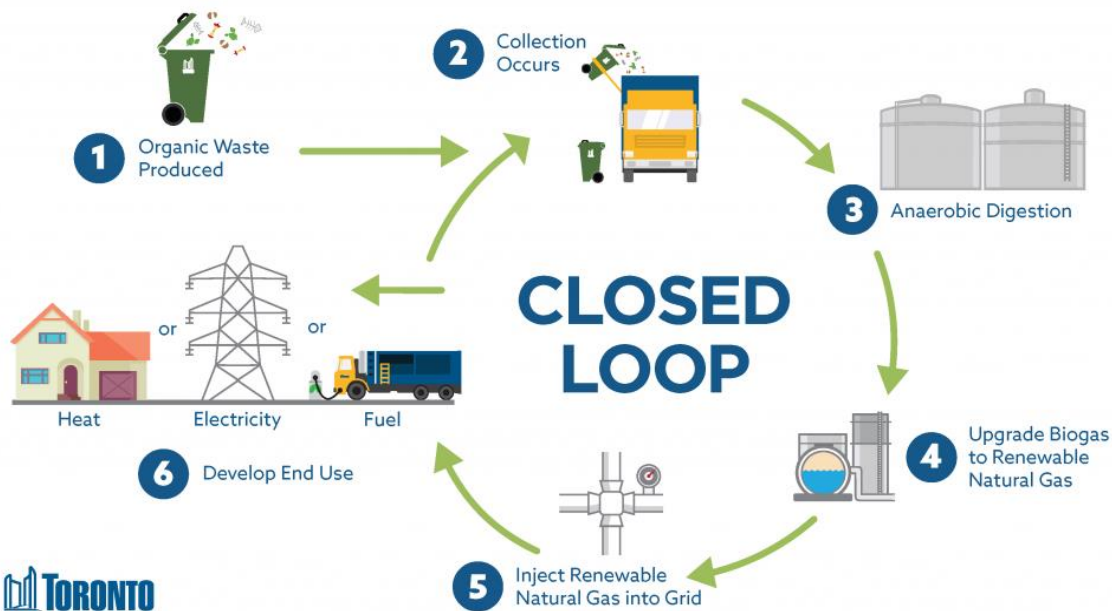 1
Organic Waste
Produced
2
Collection
Occurs
3
Anaerobic Digestion
CLOSED
LOOP
or
or
Heat
Electricity
Fuel
4
Upgrade Biogas
to Renewable
Natural Gas
6
Develop End Use
5
Inject Renewable
Natural Gas into Grid
TORONTO